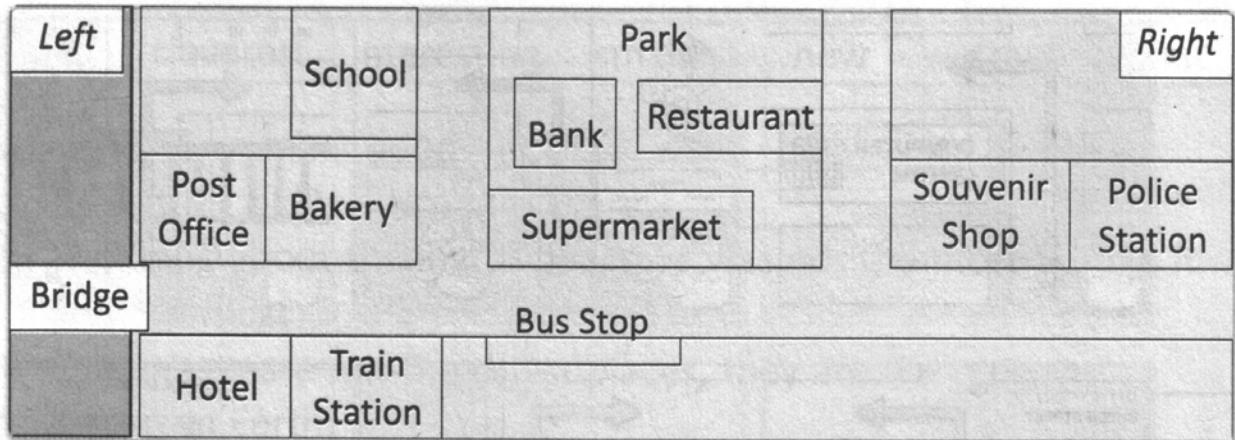 Left
Park
Right
School
Bank
Restaurant
Post
Office
Bakery
Supermarket
Souvenir
Shop
Police
Station
Bridge
Bus Stop
Hotel
Train
Station